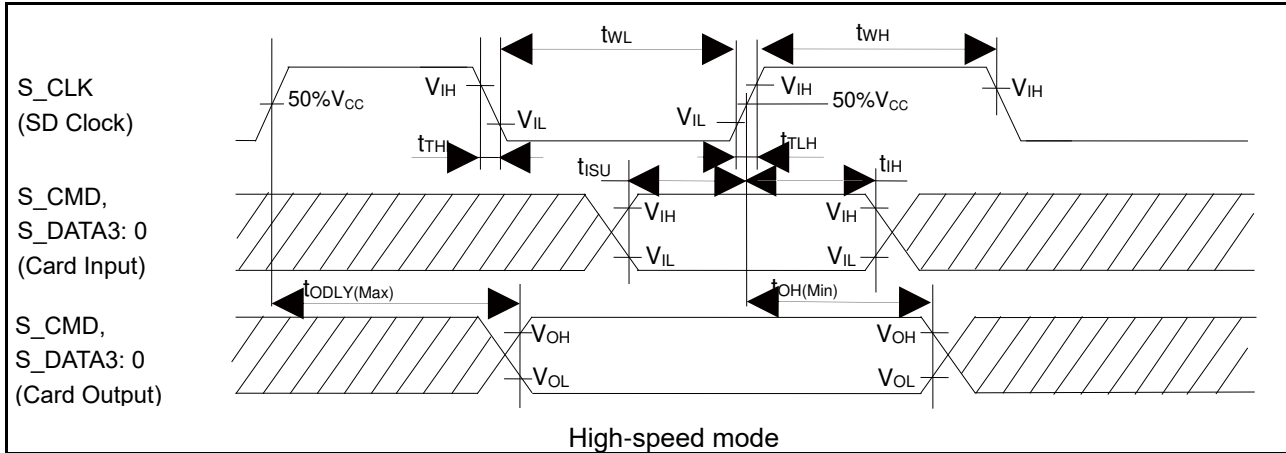 tWL
tWH
S_CLK
(SD Clock)
50%VCC
VIH
VIL
VIL
VIH
50%VCC
VIH
tTH
tTLH
tISU
tIH
S_CMD,
S_DATA3: 0
(Card Input)
VIH
VIL
VIH
VIL
tODLY(Max)
tOH(Min)
S_CMD,
S_DATA3: 0
(Card Output)
VOH
VOL
VOH
VOL
High-speed mode